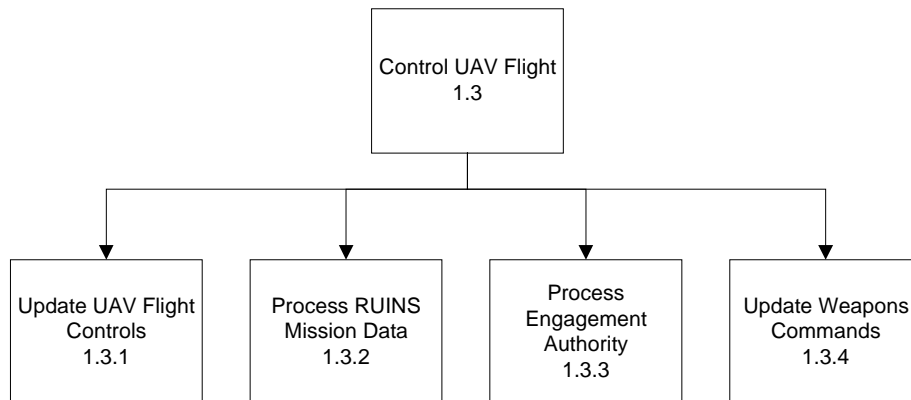 Control UAV Flight
1.3
Update UAV Flight
Controls
1.3.1
Process RUINS
Mission Data
1.3.2
Process
Engagement
Authority
1.3.3
Update Weapons
Commands
1.3.4